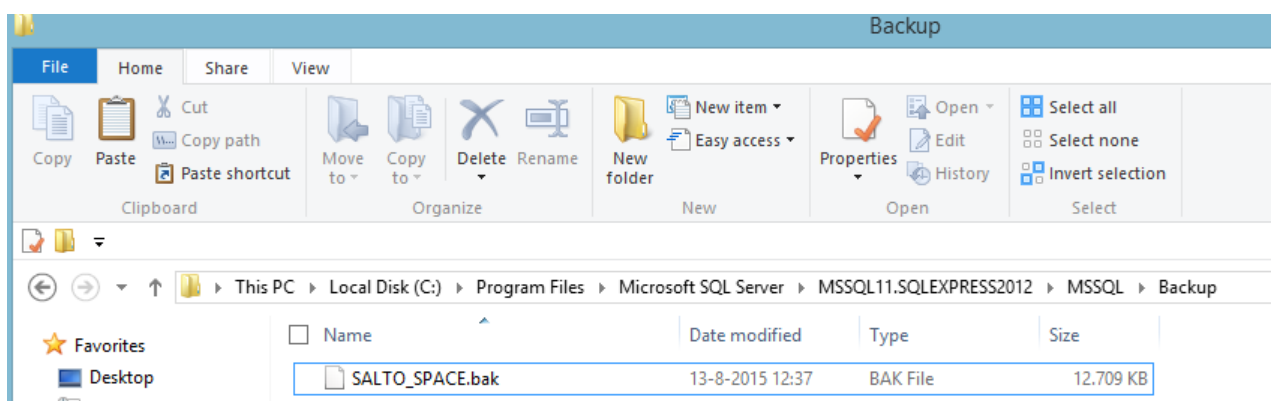 Backup
File Home Share View
Cut
Copy path
Paste shortcut
Copy Paste
Clipboard
Move to
Copy to
Delete
Rename
Organize
New folder
New item
Easy access
New
Properties
Open
Edit
History
Open
Select all
Select none
Invert selection
Select
This PC Local Disk (C:) Program Files Microsoft SQL Server MSSQL11.SQLEXPRESS2012 MSSQL Backup
Favorites
Desktop
Name Date modified Type Size
SALTO_SPACE.bak 13-8-2015 12:37 BAK File 12.709 KB